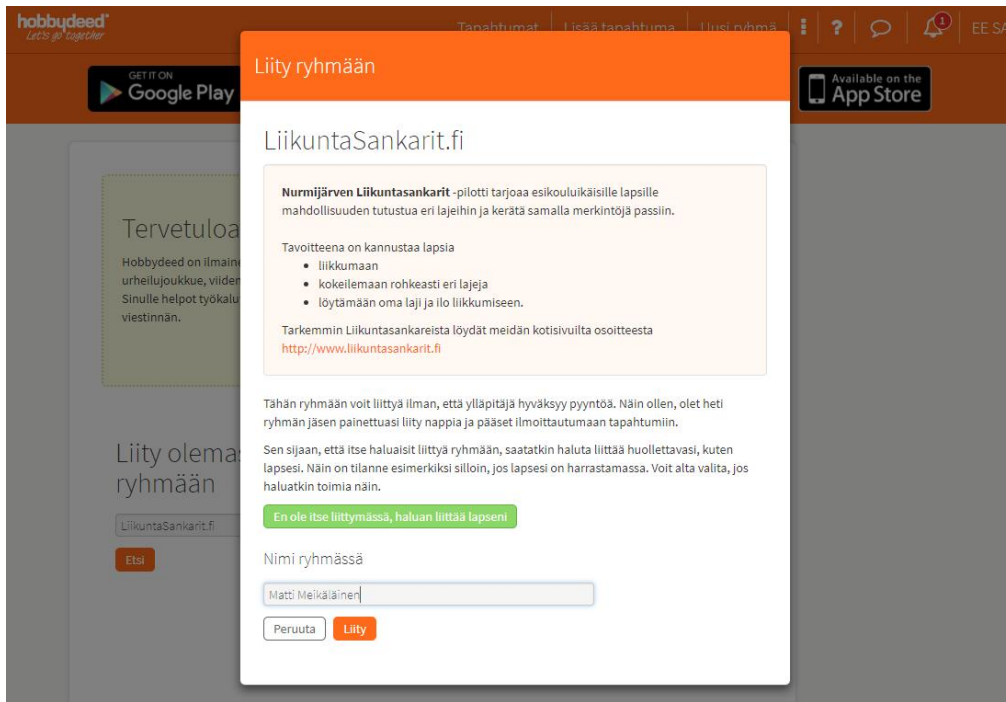 hobbydeed
Let's go together
Tapahtumat Lisää tapahtuma Uusi ryhmä ? 1 EE SA
GET IT ON
Google Play
Available on the
App Store
Liity ryhmään
LiikuntaSankarit.fi
Nurmijärven Liikuntasankarit -pilotti tarjoaa esikouluikäisille lapsille
mahdollisuuden tutustua eri lajeihin ja kerätä samalla merkintöjä passiin.
Tavoitteena on kannustaa lapsia
• liikkumaan
• kokeilemaan rohkeasti eri lajeja
• löytämään oma laji ja ilo liikkumiseen.
Tarkemmin Liikuntasankareista löydät meidän kotisivuilta osoitteesta
http://www.liikuntasankarit.fi
Tähän ryhmään voit liittyä ilman, että ylläpitäjä hyväksyy pyyntöä. Näin ollen, olet heti
ryhmän jäsen painettuasi liity nappia ja pääset ilmoittautumaan tapahtumiin.
Sen sijaan, että itse haluaisit liittyä ryhmään, saatatkin haluta liittää huollettavasi, kuten
lapsesi. Näin on tilanne esimerkiksi silloin, jos lapsesi on harrastamassa. Voit alta valita, jos
haluatkin toimia näin.
En ole itse liittymässä, haluan liittää lapseni
Nimi ryhmässä
Matti Meikäläinen
Peruuta Liity
Tervetuloa
Hobbydeed on ilmaine
urheilujoukkue, viiden
Sinulle helpot työkalu
viestinnän.
Liity olemas
ryhmään
LiikuntaSankarit.fi
Etsi